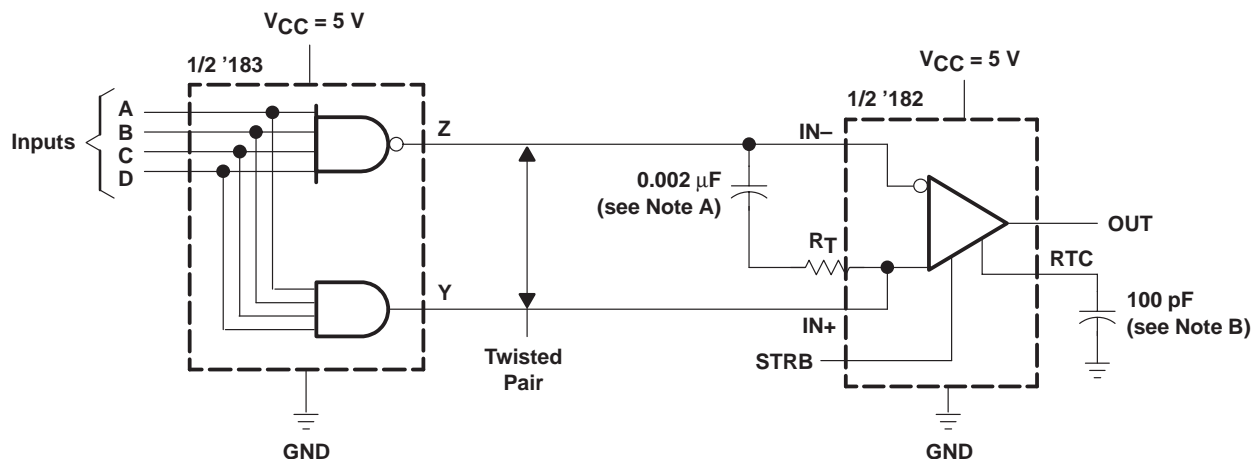 VCC = 5 V
1/2 '183
Inputs
A
B
C
D
Z
Y
Twisted
Pair
GND
0.002 μF
(see Note A)
RT
VCC = 5 V
1/2 '182
IN–
IN+
STRB
OUT
RTC
100 pF
(see Note B)
GND